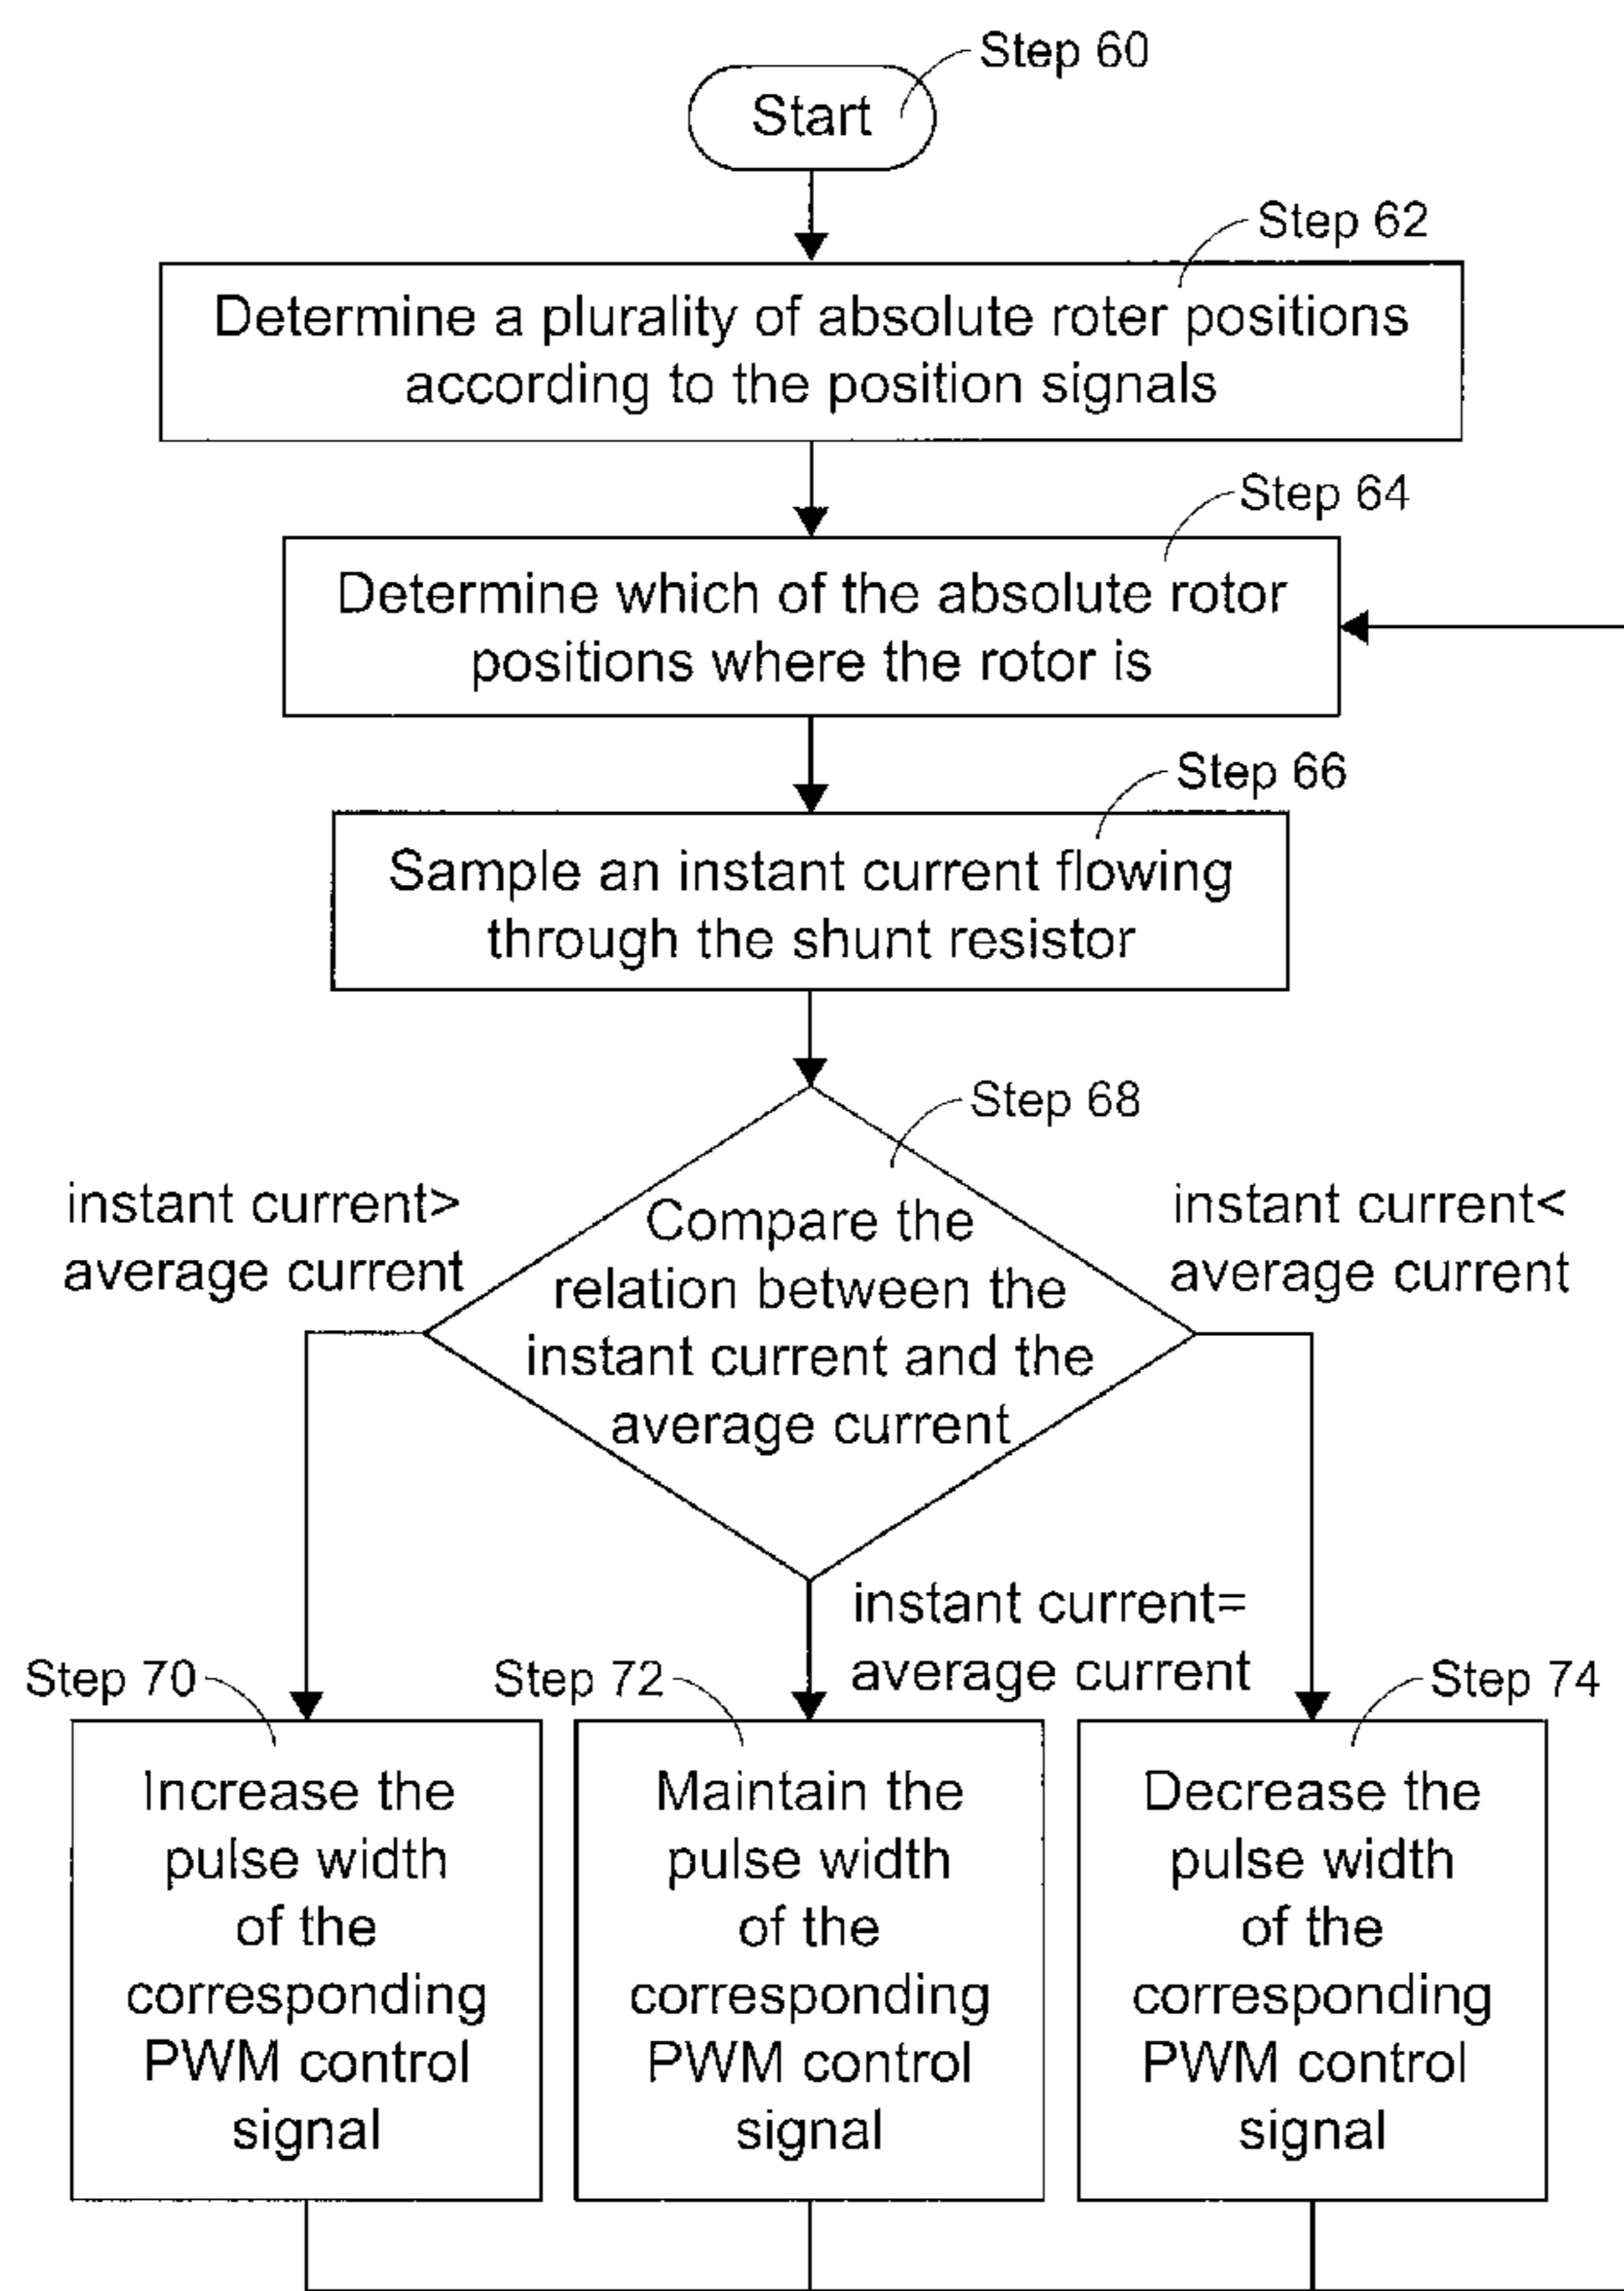 Step 60
Start
Step 62
Determine a plurality of absolute roter positions
according to the position signals
Step 64
Determine which of the absolute rotor
positions where the rotor is
Step 66
Sample an instant current flowing
through the shunt resistor
Step 68
instant current>
average current
Compare the
relation between the
instant current and the
average current
instant current<
average current
instant current=
average current
Step 70
Step 72
Step 74
Increase the
pulse width
of the
corresponding
PWM control
signal
Maintain the
pulse width
of the
corresponding
PWM control
signal
Decrease the
pulse width
of the
corresponding
PWM control
signal